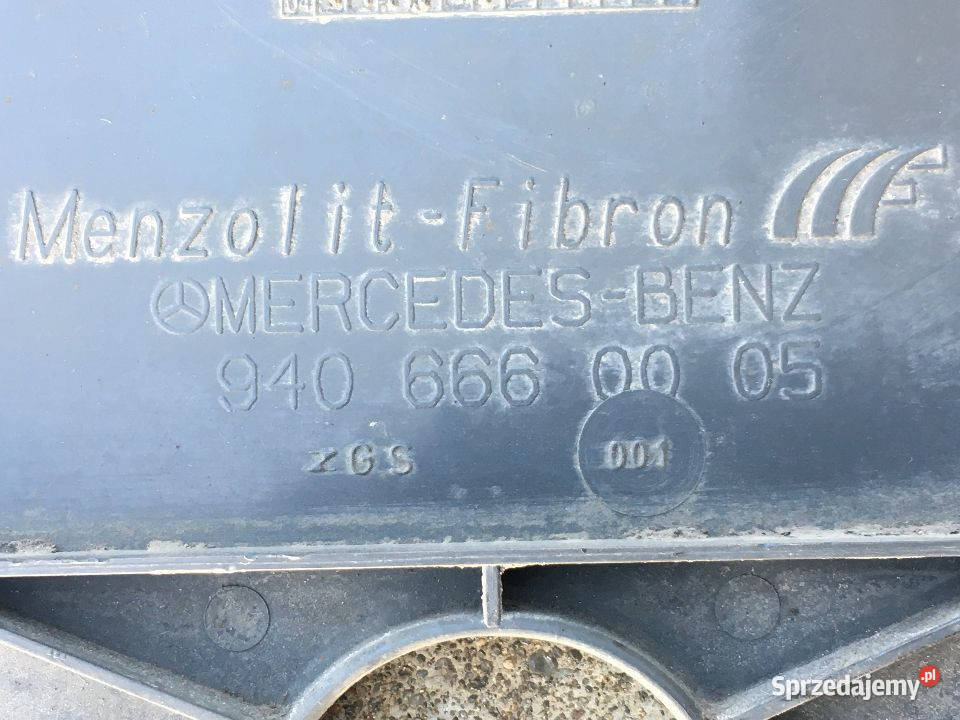 Menzolit-Fibron
MERCEDES-BENZ
940 666 00 05
zGS
001
Sprzedajemy.pl